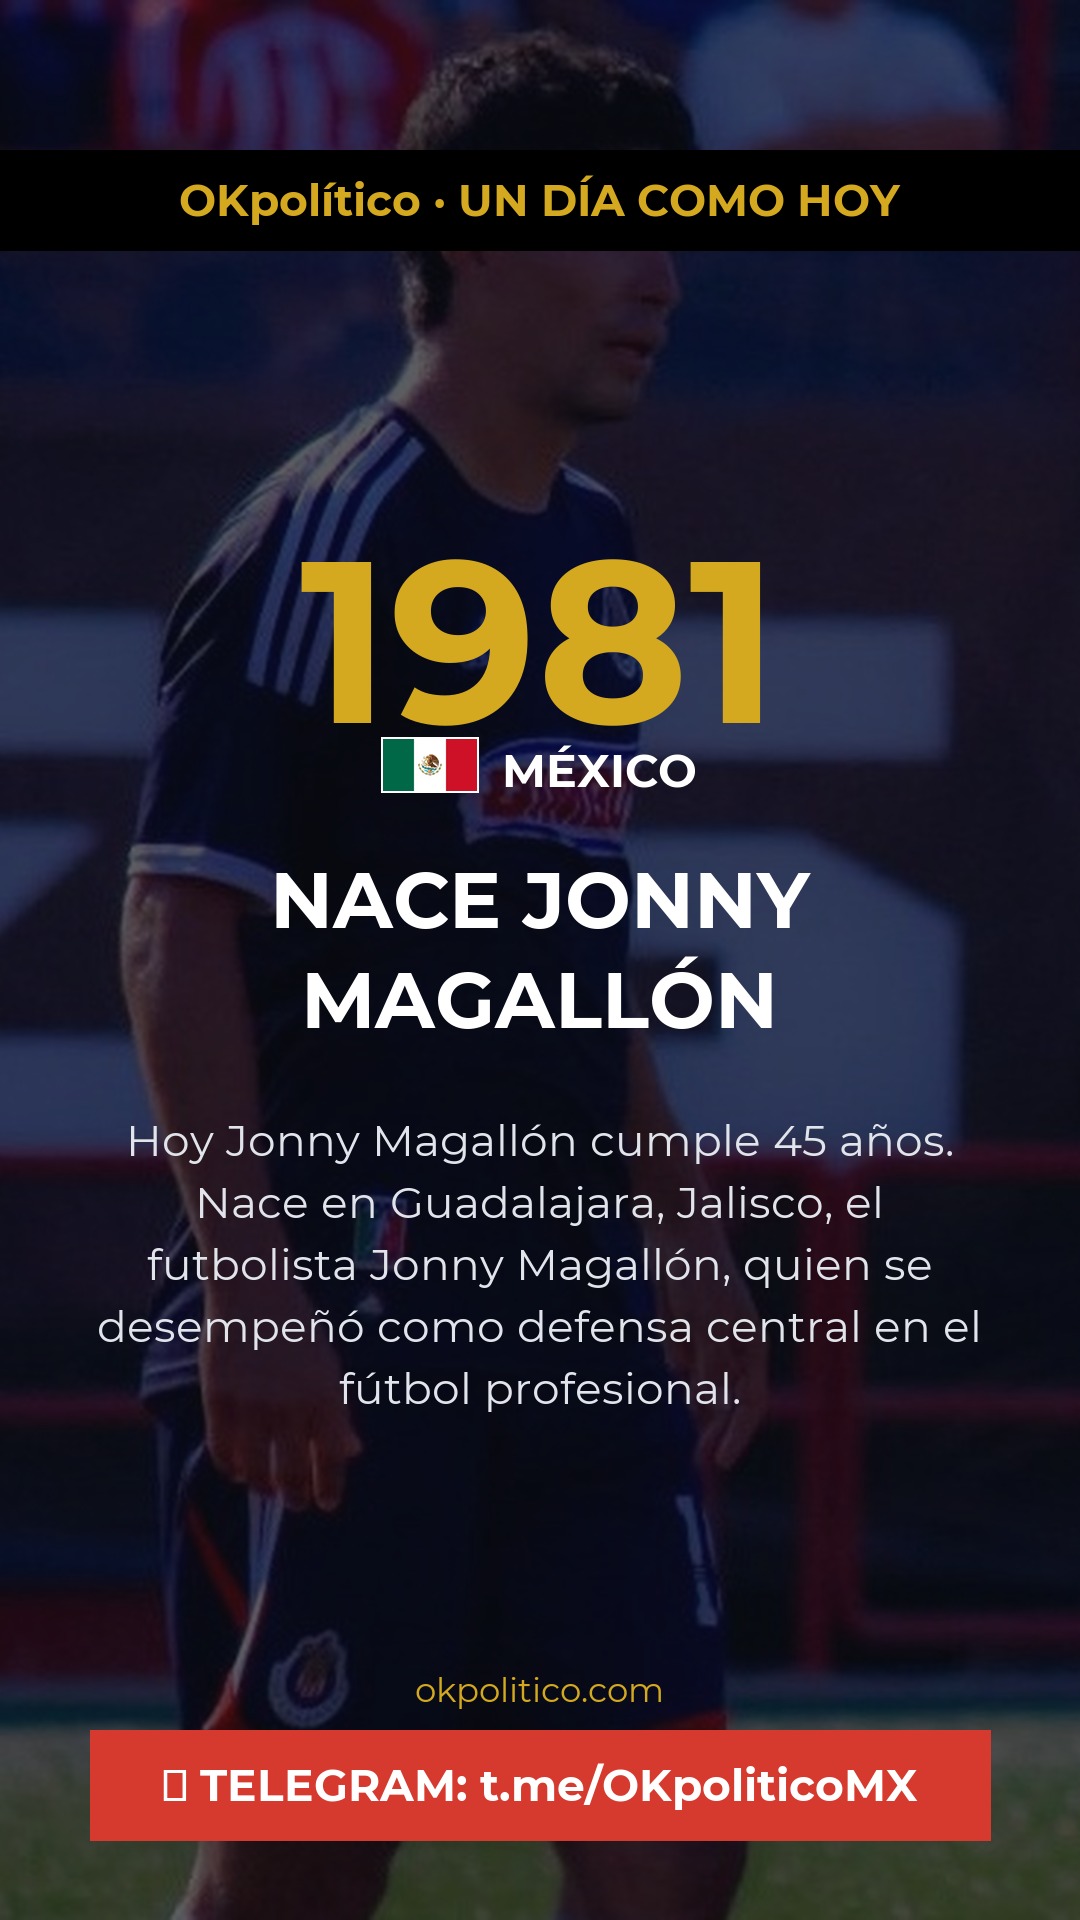 OKpolítico · UN DÍA COMO HOY
1981
MÉXICO
NACE JONNY
MAGALLÓN
Hoy Jonny Magallón cumple 45 años.
Nace en Guadalajara, Jalisco, el
futbolista Jonny Magallón, quien se
desempeñó como defensa central en el
fútbol profesional.
okpolitico.com
TELEGRAM: t.me/OKpoliticoMX